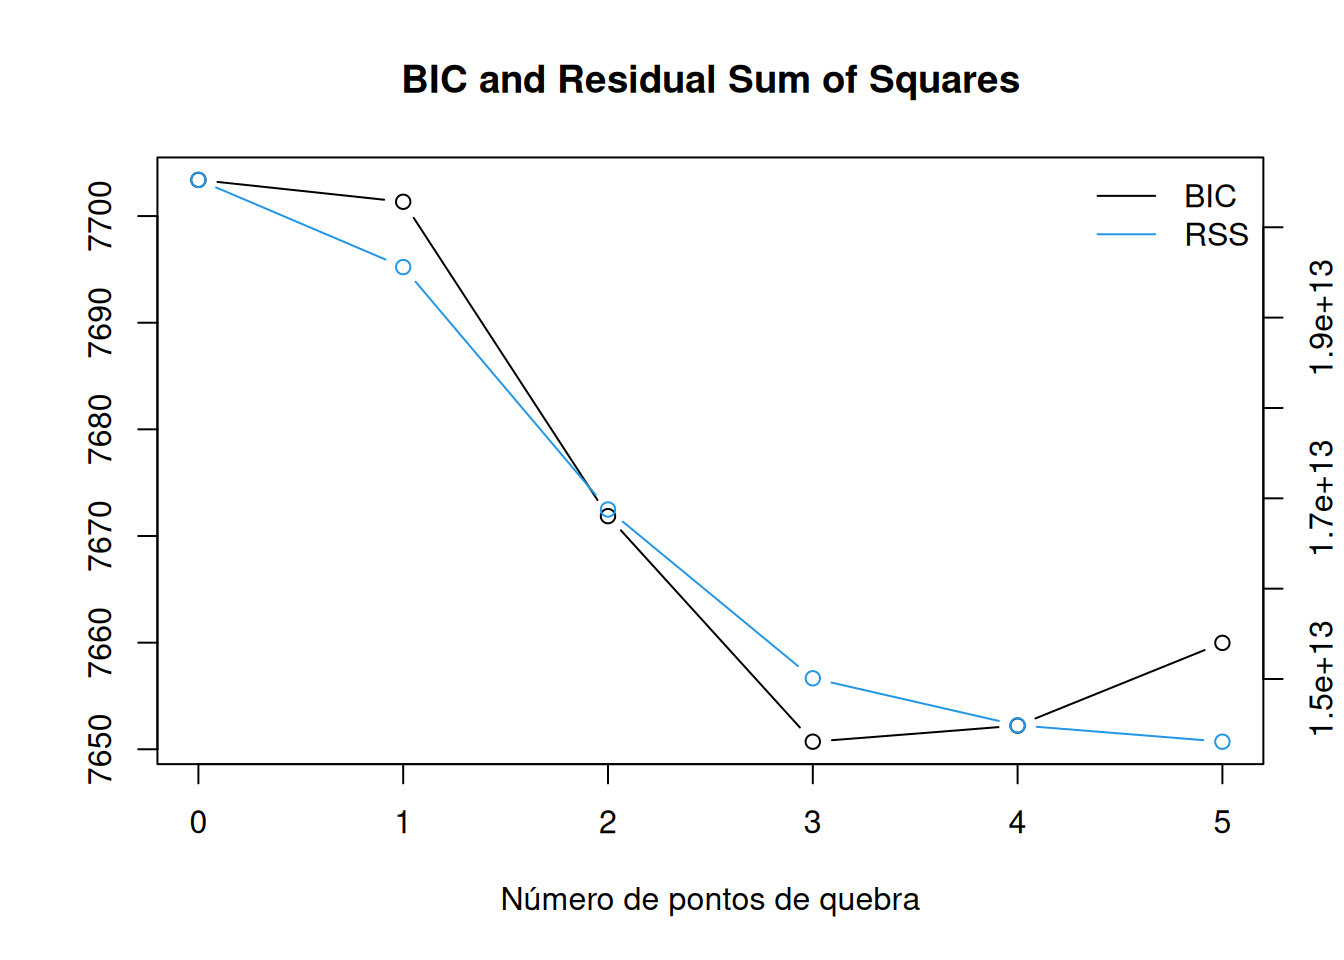 BIC and Residual Sum of Squares
BIC
RSS
7700
7690
7680
7670
7660
7650
1.9e+13
1.7e+13
1.5e+13
0 1 2 3 4 5
Número de pontos de quebra